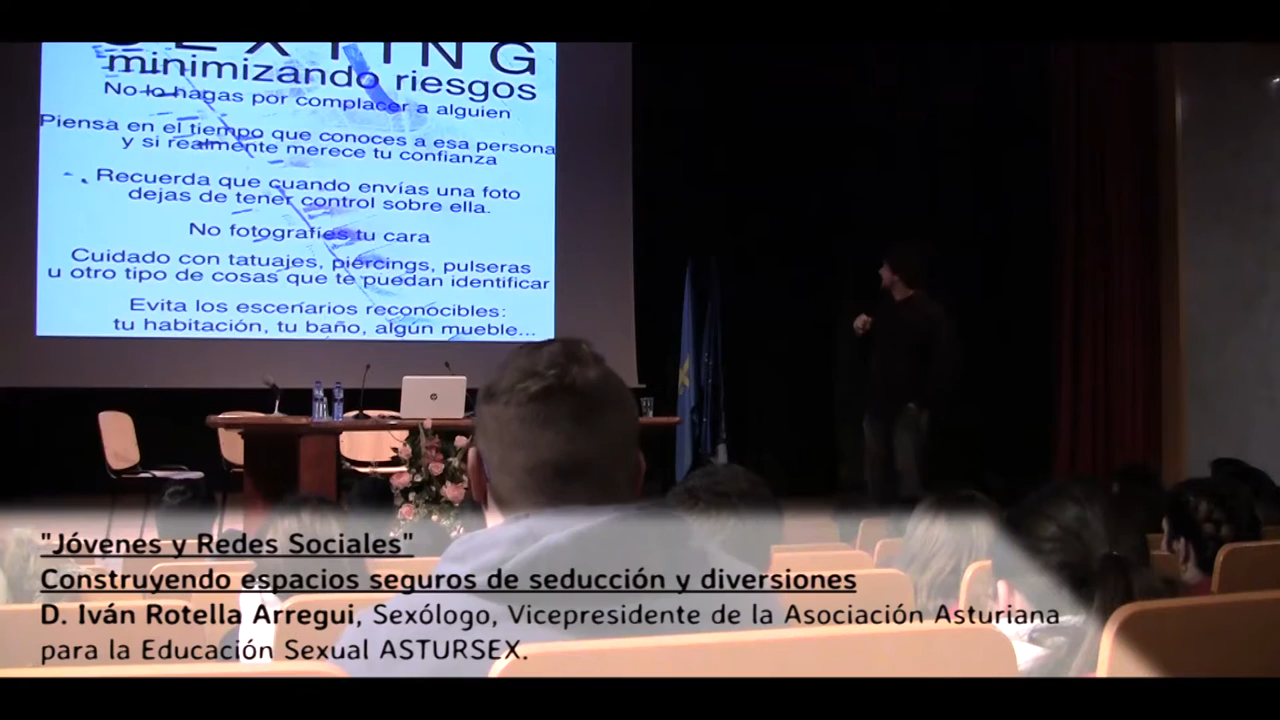 SEXTING
minimizando riesgos
No lo hagas por complacer a alguien
Piensa en el tiempo que conoces a esa persona
y si realmente merece tu confianza
Recuerda que cuando envías una foto
dejas de tener control sobre ella.
No fotografíes tu cara
Cuidado con tatuajes, piercings, pulseras
u otro tipo de cosas que te puedan identificar
Evita los escenarios reconocibles:
tu habitación, tu baño, algún mueble...
"Jóvenes y Redes Sociales"
Construyendo espacios seguros de seducción y diversiones
D. Iván Rotella Arregui, Sexólogo, Vicepresidente de la Asociación Asturiana
para la Educación Sexual ASTURSEX.